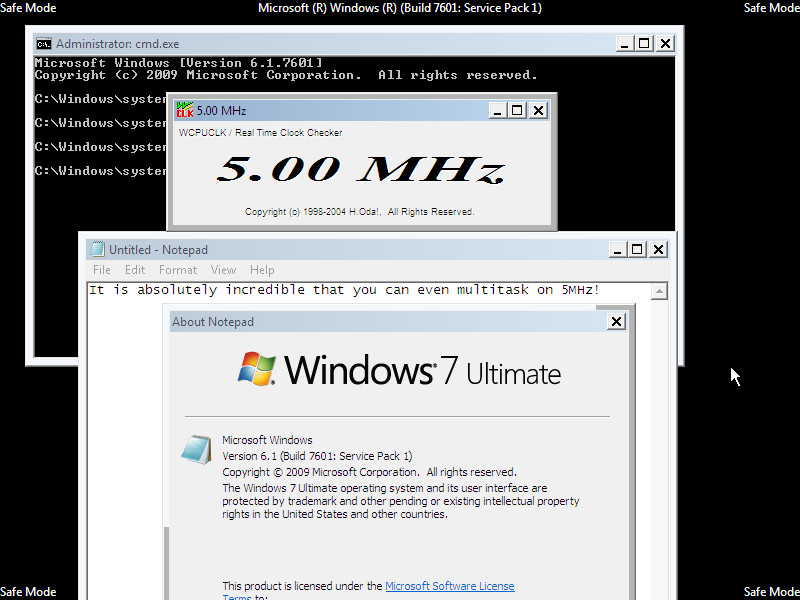 Safe Mode
Microsoft (R) Windows (R) (Build 7601: Service Pack 1)
Safe Mode
Administrator: cmd.exe
Microsoft Windows [Version 6.1.7601]
Copyright (c) 2009 Microsoft Corporation.  All rights reserved.
C:\Windows\system
C:\Windows\system
C:\Windows\system
C:\Windows\system
CLK
5.00 MHz
WCPUCLK / Real Time Clock Checker
5.00 MHz
Copyright (c) 1998-2004 H.Oda!,  All Rights Reserved.
Untitled - Notepad
File Edit Format View Help
It is absolutely incredible that you can even multitask on 5MHz!
About Notepad
Windows® 7 Ultimate
Microsoft Windows
Version 6.1 (Build 7601: Service Pack 1)
Copyright © 2009 Microsoft Corporation.  All rights reserved.
The Windows 7 Ultimate operating system and its user interface are
protected by trademark and other pending or existing intellectual property
rights in the United States and other countries.
This product is licensed under the Microsoft Software License
Terms to:
Safe Mode
Safe Mode